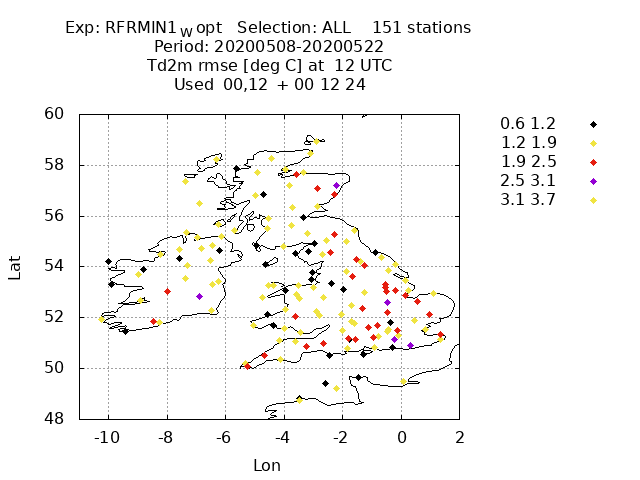 Exp: RFRMIN1_W opt   Selection: ALL    151 stations
Period: 20200508-20200522
Td2m rmse [deg C] at  12 UTC
Used  00,12  + 00 12 24
0.6 1.2
1.2 1.9
1.9 2.5
2.5 3.1
3.1 3.7
60
58
56
54
52
50
48
Lat
-10 -8 -6 -4 -2 0 2
Lon